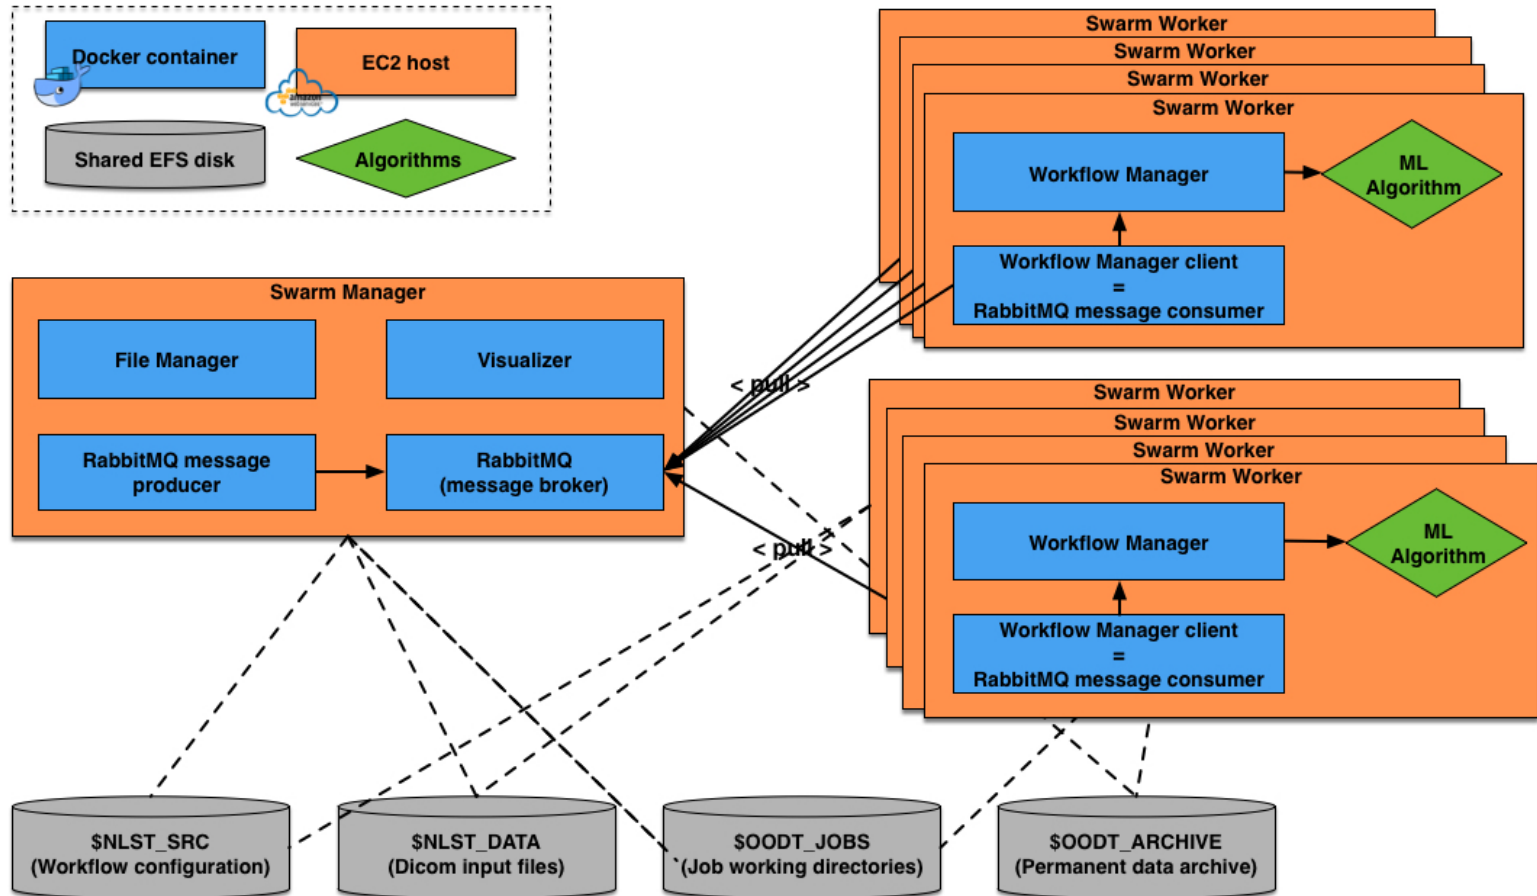 Docker container
EC2 host
amazon
webservices
Shared EFS disk
Algorithms
Swarm Worker
Swarm Worker
Swarm Worker
Swarm Worker
Workflow Manager
ML
Algorithm
Workflow Manager client
=
RabbitMQ message consumer
Swarm Manager
File Manager
Visualizer
RabbitMQ message
producer
RabbitMQ
(message broker)
< pull >
< pull >
Swarm Worker
Swarm Worker
Swarm Worker
Swarm Worker
Workflow Manager
ML
Algorithm
Workflow Manager client
=
RabbitMQ message consumer
$NLST_SRC
(Workflow configuration)
$NLST_DATA
(Dicom input files)
$OODT_JOBS
(Job working directories)
$OODT_ARCHIVE
(Permanent data archive)